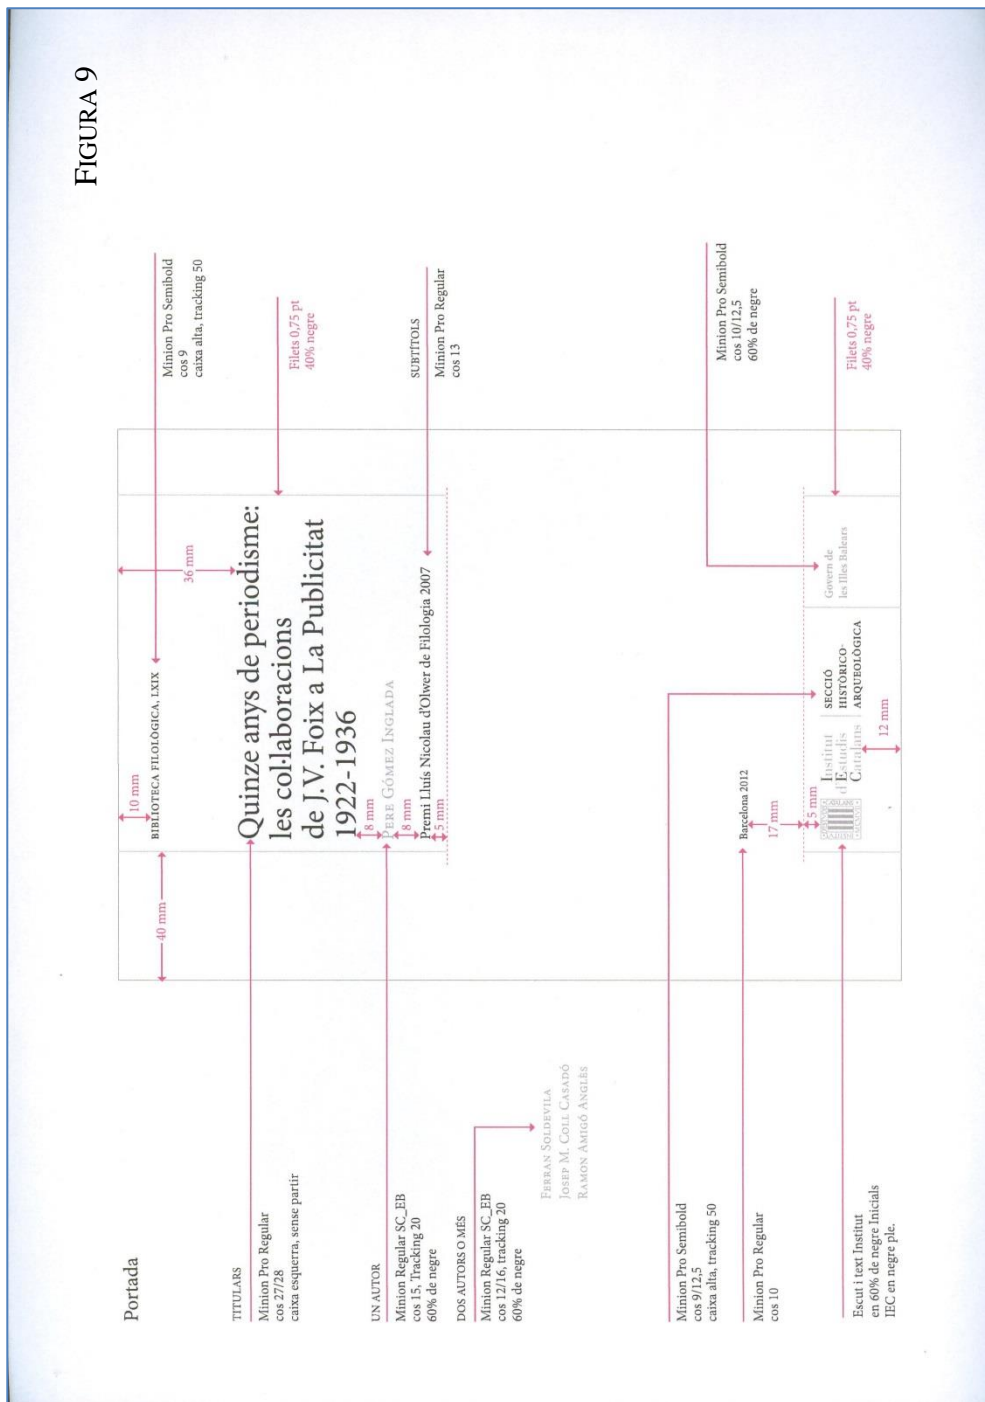 FIGURA 9
Portada
TITULARS
Minion Pro Regular
cos 27/28
caixa esquerra, sense partir
UN AUTOR
Minion Regular SC_EB
cos 15, Tracking 20
60% de negre
DOS AUTORS O MÉS
Minion Regular SC_EB
cos 12/16, tracking 20
60% de negre
FERRAN SOLDEVILA
JOSEP M. COLL CASADÓ
RAMON AMIGÓ ANGLÈS
Minion Pro Semibold
cos 9/12,5
caixa alta, tracking 50
Minion Pro Regular
cos 10
Escut i text Institut
en 60% de negre Inicials
IEC en negre ple.
40 mm
10 mm
BIBLIOTECA FILOLÒGICA, LXIX
36 mm
Quinze anys de periodisme:
les col·laboracions
de J.V. Foix a La Publicitat
1922-1936
8 mm
PERE GÓMEZ INGLADA
8 mm
Premi Lluís Nicolau d'Olwer de Filologia 2007
5 mm
Barcelona 2012
17 mm
5 mm
Institut
d'Estudis
Catalans
SECCIÓ
HISTÒRICO-
ARQUEOLÒGICA
Govern de
les Illes Balears
12 mm
Minion Pro Semibold
cos 9
caixa alta, tracking 50
Filets 0,75 pt
40% negre
SUBTÍTOLS
Minion Pro Regular
cos 13
Minion Pro Semibold
cos 10/12,5
60% de negre
Filets 0,75 pt
40% negre